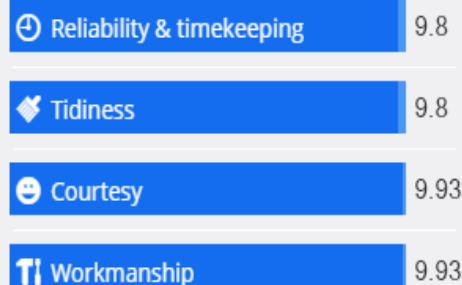 Reliability & timekeeping 9.8
Tidiness 9.8
Courtesy 9.93
Workmanship 9.93